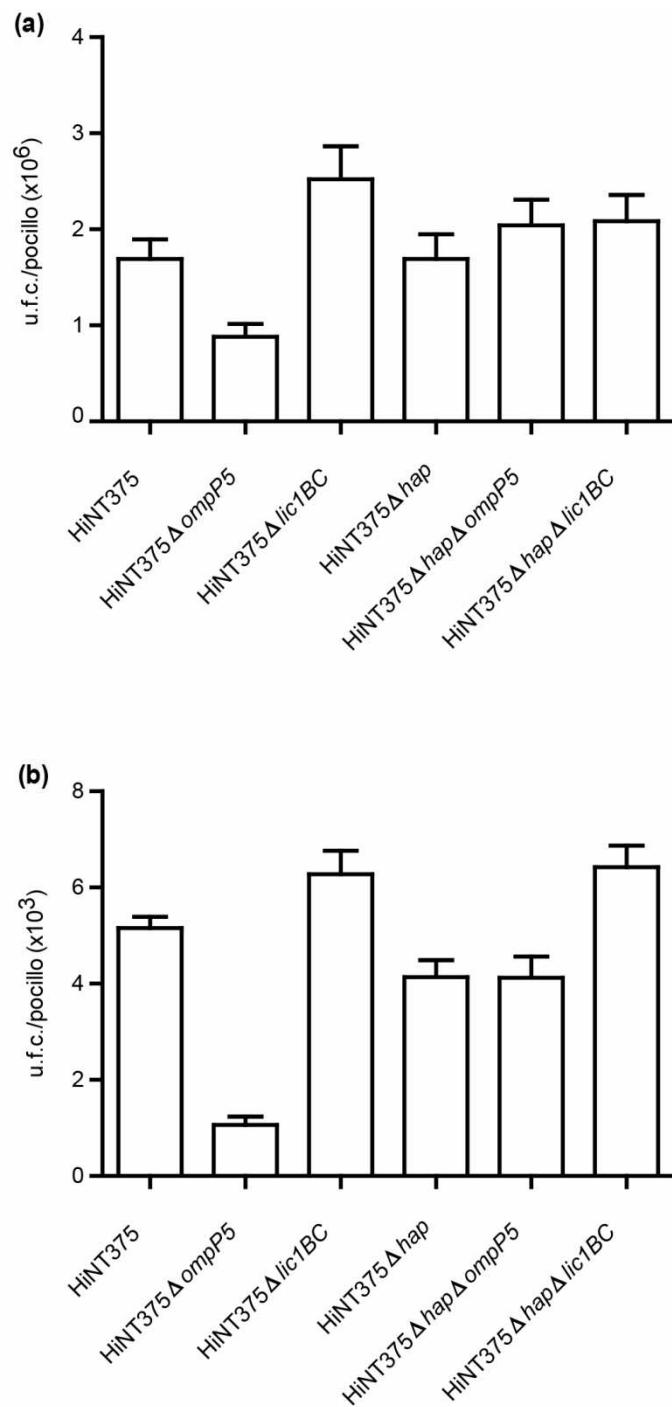 (a)
u.f.c./pocillo (x10⁶)
4
3
2
1
0
HiNT375
HiNT375ΔompP5
HiNT375Δlic1BC
HiNT375Δhap
HiNT375ΔhapΔompP5
HiNT375ΔhapΔlic1BC
(b)
u.f.c./pocillo (x10³)
8
6
4
2
0
HiNT375
HiNT375ΔompP5
HiNT375Δlic1BC
HiNT375Δhap
HiNT375ΔhapΔompP5
HiNT375ΔhapΔlic1BC